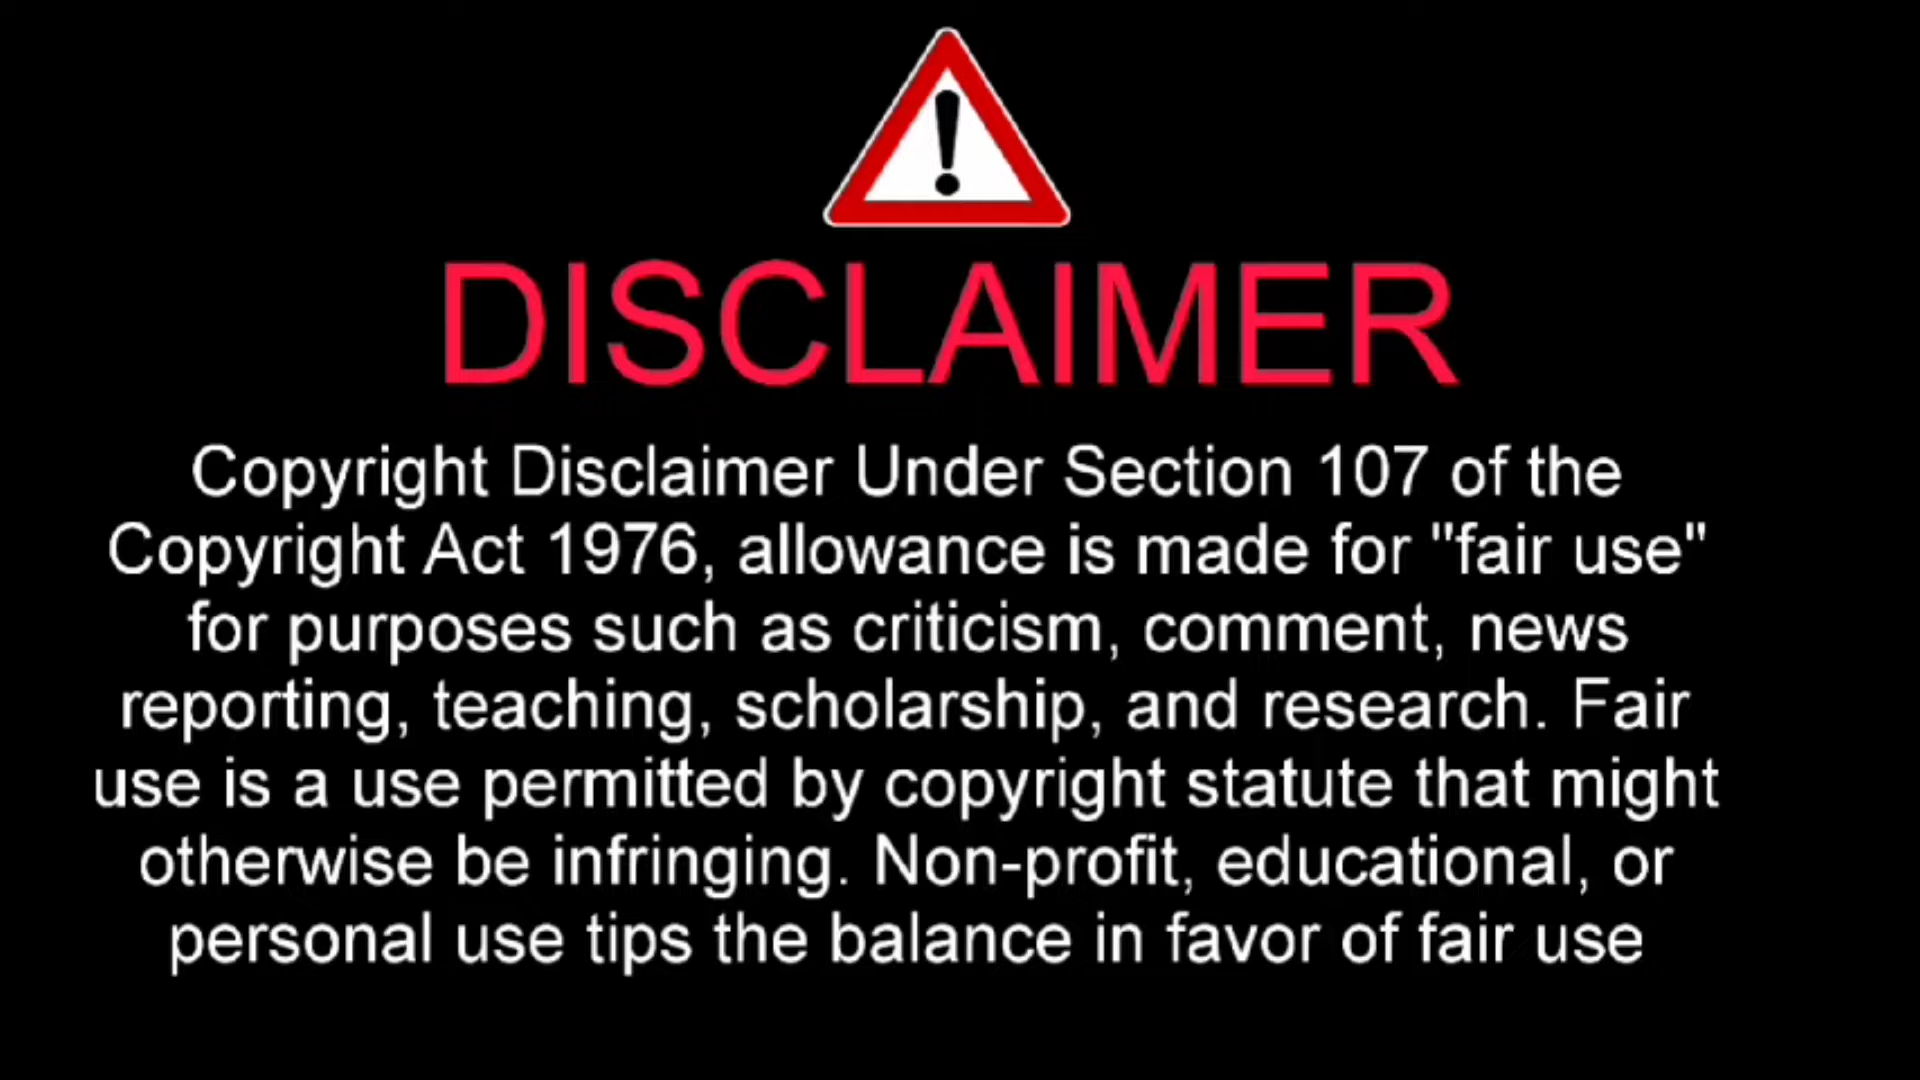 DISCLAIMER
Copyright Disclaimer Under Section 107 of the
Copyright Act 1976, allowance is made for "fair use"
for purposes such as criticism, comment, news
reporting, teaching, scholarship, and research. Fair
use is a use permitted by copyright statute that might
otherwise be infringing. Non-profit, educational, or
personal use tips the balance in favor of fair use